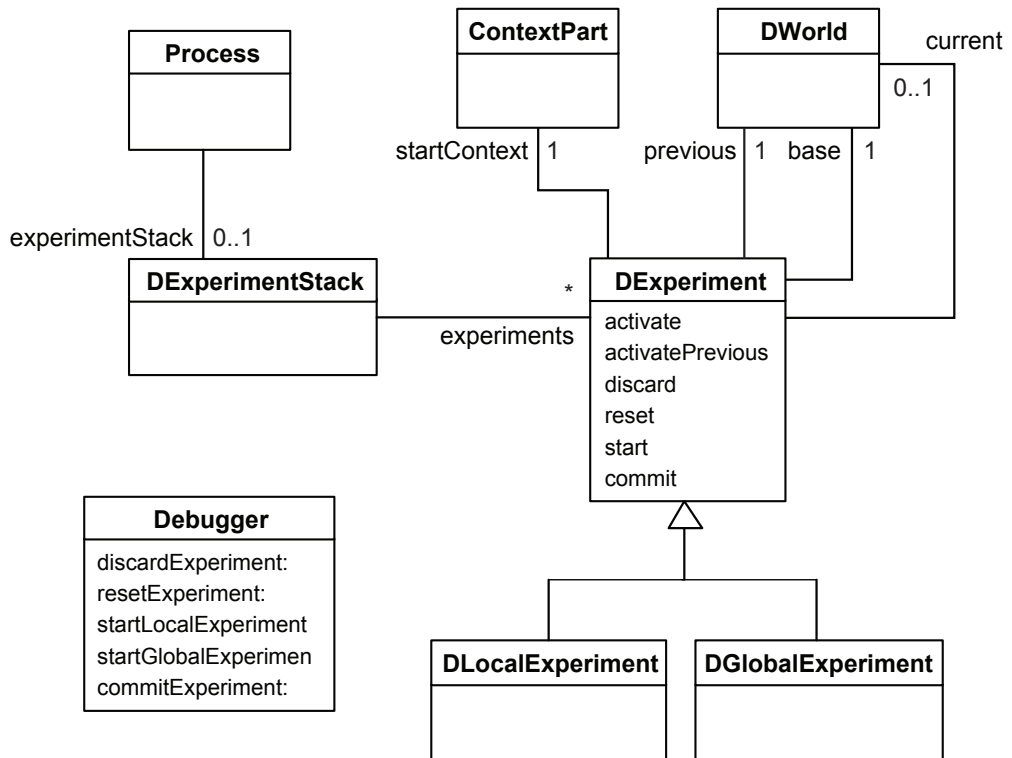 ContextPart
DWorld
Process
current
0..1
startContext 1
previous 1
base 1
experimentStack 0..1
DExperimentStack
*
experiments
DExperiment
activate
activatePrevious
discard
reset
start
commit
Debugger
discardExperiment:
resetExperiment:
startLocalExperiment
startGlobalExperimen
commitExperiment:
DLocalExperiment
DGlobalExperiment